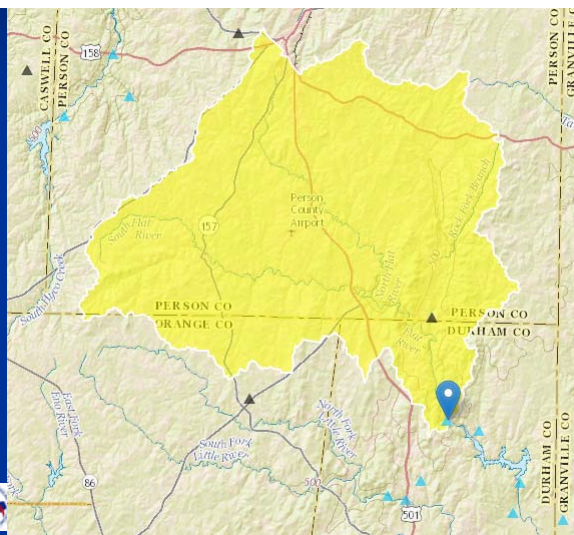 158
CASWELL CO
PERSON CO
PERSON CO
GRANVILLE CO
500
Person
County
Airport
157
South Flat
River
North Flat
River
South Hyco Creek
PERSON CO
ORANGE CO
PERSON CO
DURHAM CO
Flat
River
East Fork
Eno River
North Fork
Little River
South Fork
Little River
500
86
501
DURHAM CO
GRANVILLE CO